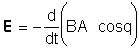 E = − d/dt (BA cosq)